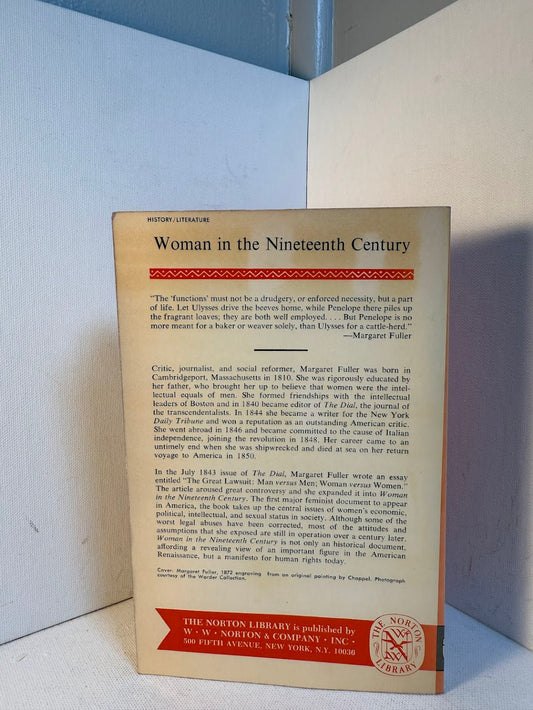 HISTORY/LITERATURE
Woman in the Nineteenth Century
"The 'functions' must not be a drudgery, or enforced necessity, but a part
of life. Let Ulysses drive the beeves home, while Penelope there piles up
the fragrant loaves; they are both well employed. . . . But Penelope is no
more meant for a baker or weaver solely, than Ulysses for a cattle-herd."
—Margaret Fuller
Critic, journalist, and social reformer, Margaret Fuller was born in
Cambridgeport, Massachusetts in 1810. She was rigorously educated by
her father, who brought her up to believe that women were the intel-
lectual equals of men. She formed friendships with the intellectual
leaders of Boston and in 1840 became editor of The Dial, the journal of
the transcendentalists. In 1844 she became a writer for the New York
Daily Tribune and won a reputation as an outstanding American critic.
She went abroad in 1846 and became committed to the cause of Italian
independence, joining the revolution in 1848. Her career came to an
untimely end when she was shipwrecked and died at sea on her return
voyage to America in 1850.
In the July 1843 issue of The Dial, Margaret Fuller wrote an essay
entitled "The Great Lawsuit: Man versus Men; Woman versus Women."
The article aroused great controversy and she expanded it into Woman
in the Nineteenth Century. The first major feminist document to appear
in America, the book takes up the central issues of women's economic,
political, intellectual, and sexual status in society. Although some of the
worst legal abuses have been corrected, most of the attitudes and
assumptions that she exposed are still in operation over a century later.
Woman in the Nineteenth Century is not only an historical document,
affording a revealing view of an important figure in the American
Renaissance, but a manifesto for human rights today.
Cover: Margaret Fuller, 1872 engraving from an original painting by Chappel. Photograph
courtesy of the Warder Collection.
THE NORTON LIBRARY is published by
W · W · NORTON & COMPANY · INC ·
500 FIFTH AVENUE, NEW YORK, N.Y. 10036
THE NORTON
LIBRARY